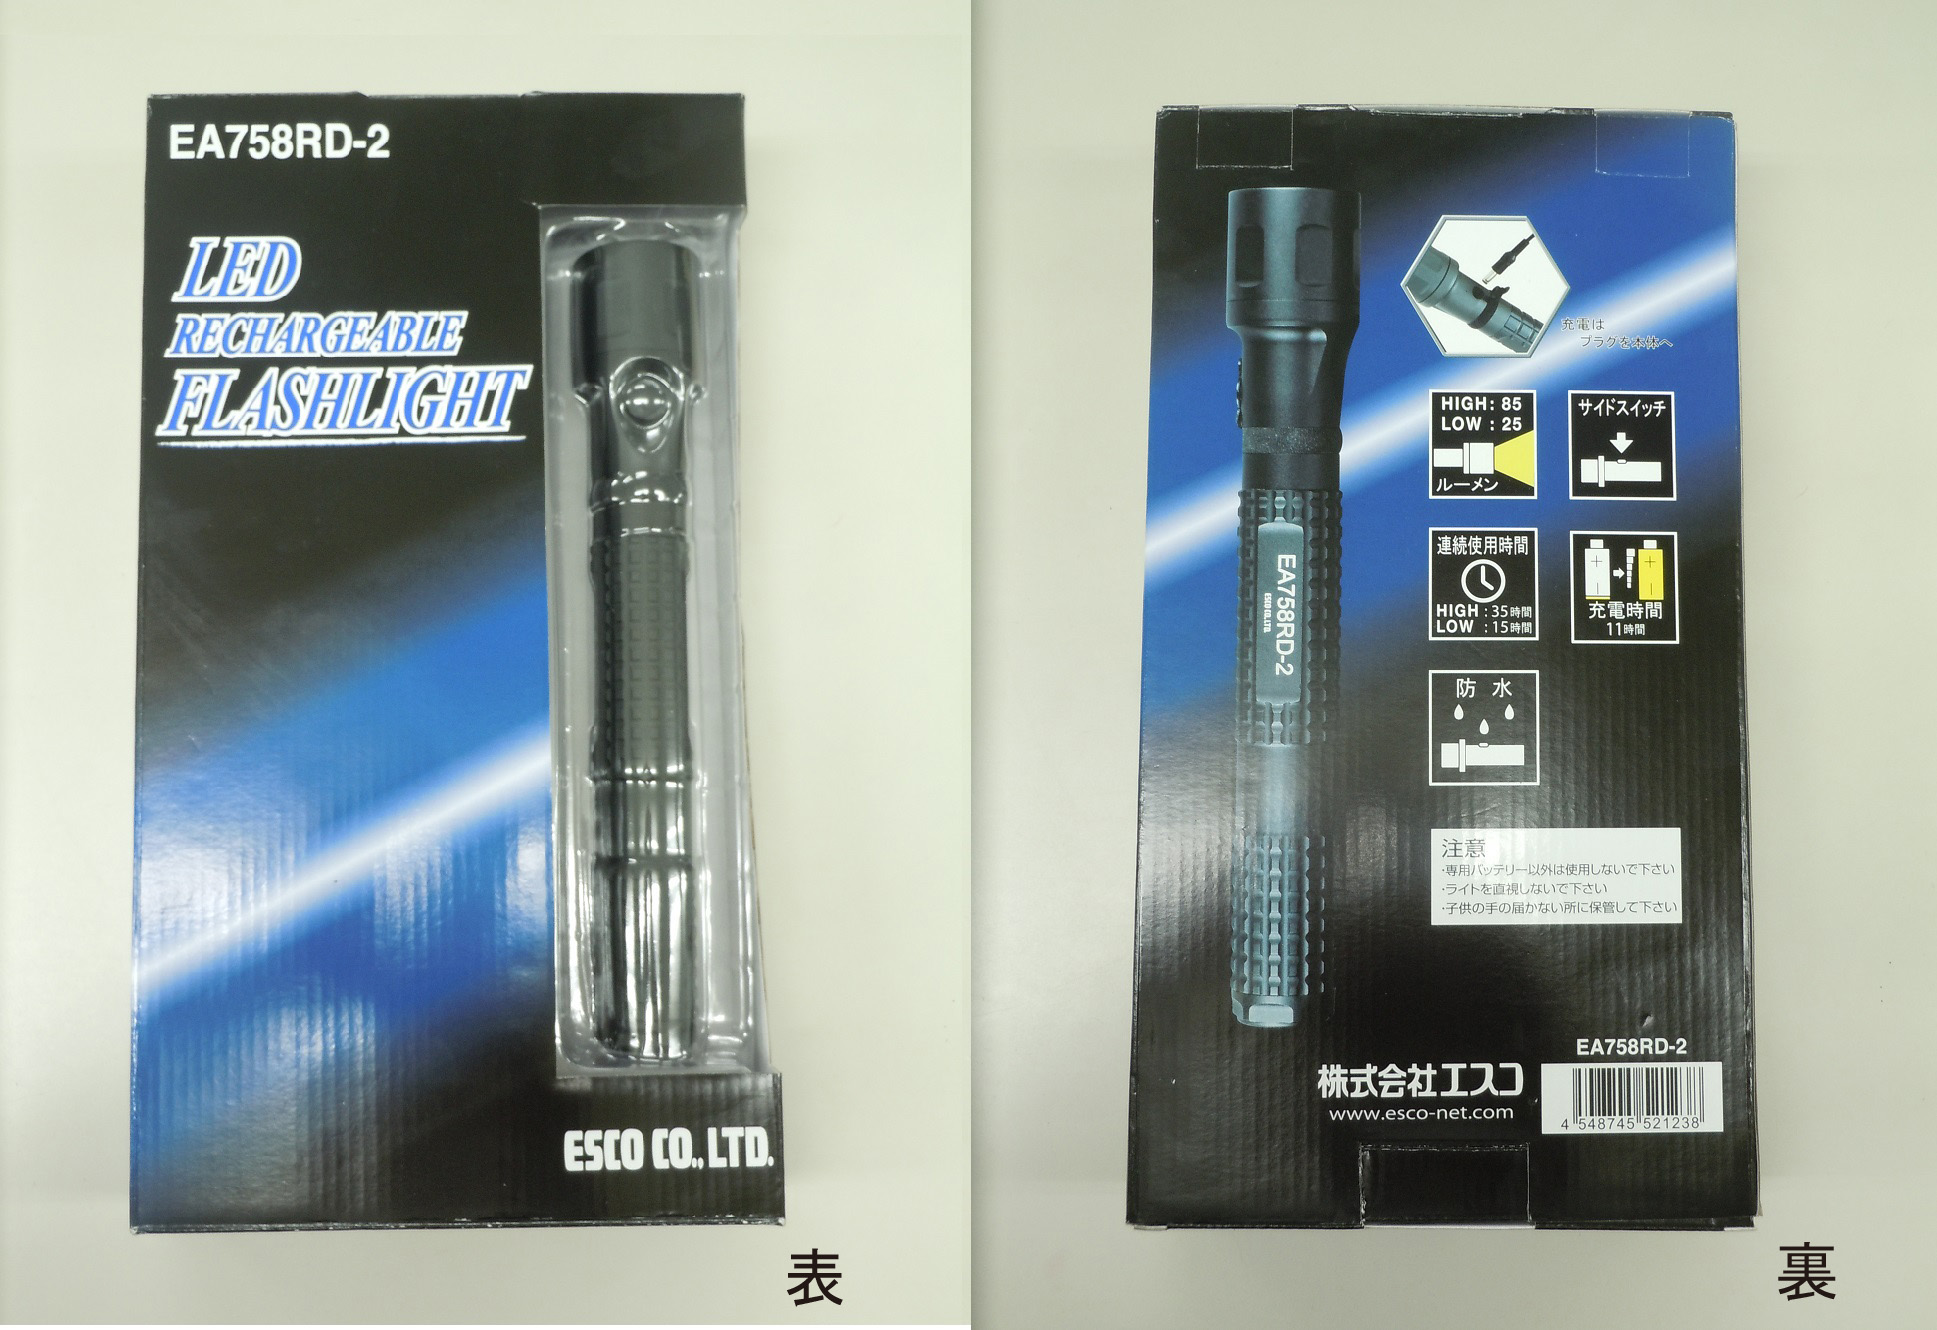 EA758RD-2
LED
RECHARGEABLE
FLASHLIGHT
ESCO CO., LTD.
表
充電は
プラグを本体へ
HIGH: 85
LOW : 25
ルーメン
サイドスイッチ
連続使用時間
HIGH : 35時間
LOW : 15時間
充電時間
11時間
防 水
EA758RD-2
ESCO CO.,LTD.
注意
・専用バッテリー以外は使用しないで下さい
・ライトを直視しないで下さい
・子供の手の届かない所に保管して下さい
EA758RD-2
株式会社エスコ
www.esco-net.com
4 548745 521238
裏